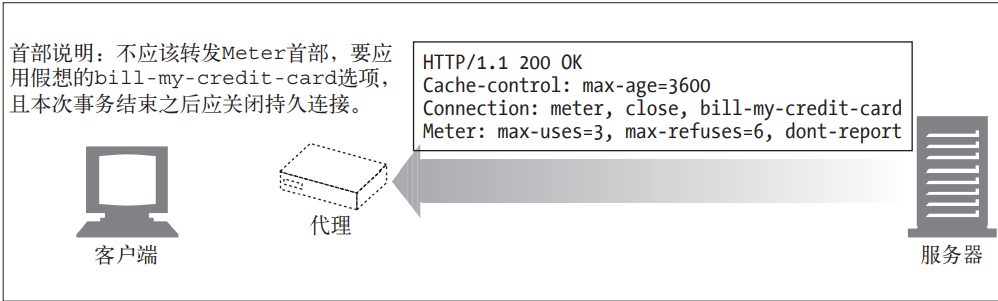 首部说明：不应该转发Meter首部，要应
用假想的bill-my-credit-card选项，
且本次事务结束之后应关闭持久连接。
HTTP/1.1 200 OK
Cache-control: max-age=3600
Connection: meter, close, bill-my-credit-card
Meter: max-uses=3, max-refuses=6, dont-report
客户端
代理
服务器